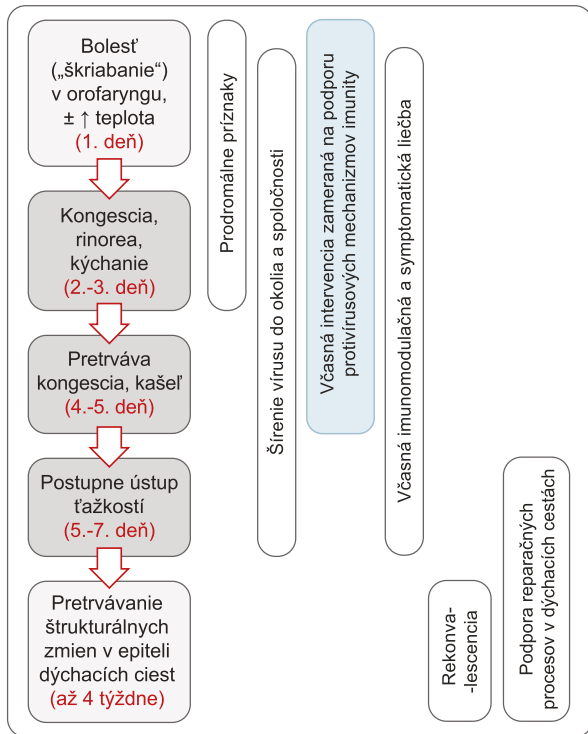 Bolesť
(„škriabanie“)
v orofaryngu,
± ↑ teplota
(1. deň)
Kongescia,
rinorea,
kýchanie
(2.-3. deň)
Pretrváva
kongescia, kašeľ
(4.-5. deň)
Postupne ústup
ťažkostí
(5.-7. deň)
Pretrvávanie
štrukturálnych
zmien v epiteli
dýchacích ciest
(až 4 týždne)
Prodromálne príznaky
Šírenie vírusu do okolia a spoločnosti
Včasná intervencia zameraná na podporu
protivírusových mechanizmov imunity
Včasná imunomodulačná a symptomatická liečba
Rekonva-
-lescencia
Podpora reparačných
procesov v dýchacích cestách